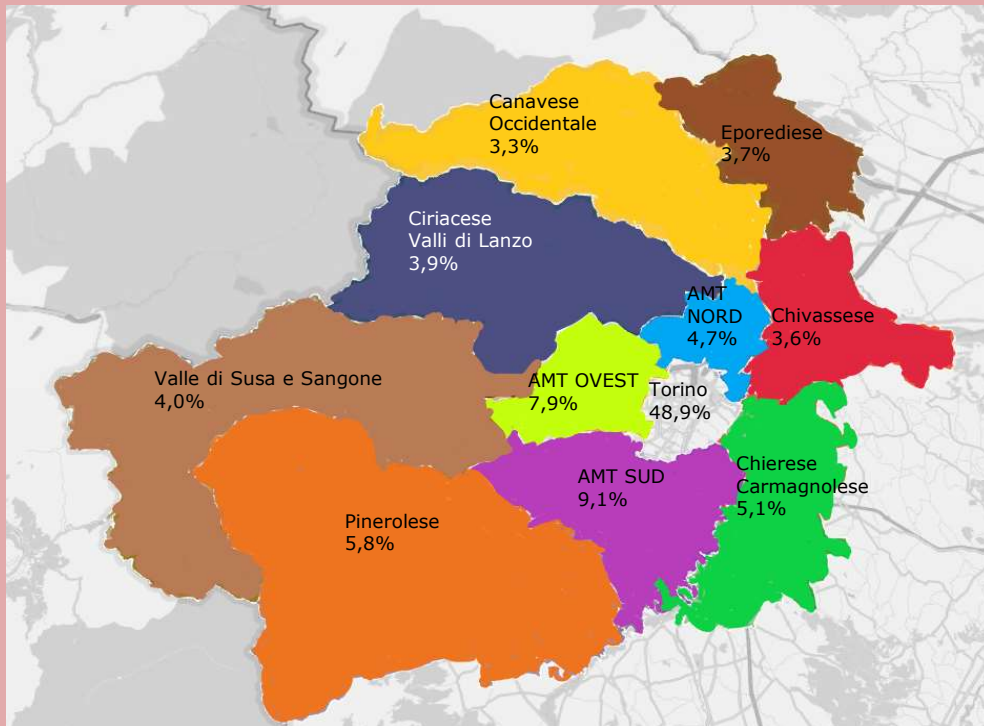 Canavese
Occidentale
3,3%
Eporediese
3,7%
Ciriacese
Valli di Lanzo
3,9%
AMT
NORD
4,7%
Chivassese
3,6%
Valle di Susa e Sangone
4,0%
AMT OVEST
7,9%
Torino
48,9%
Chierese
Carmagnolese
5,1%
AMT SUD
9,1%
Pinerolese
5,8%